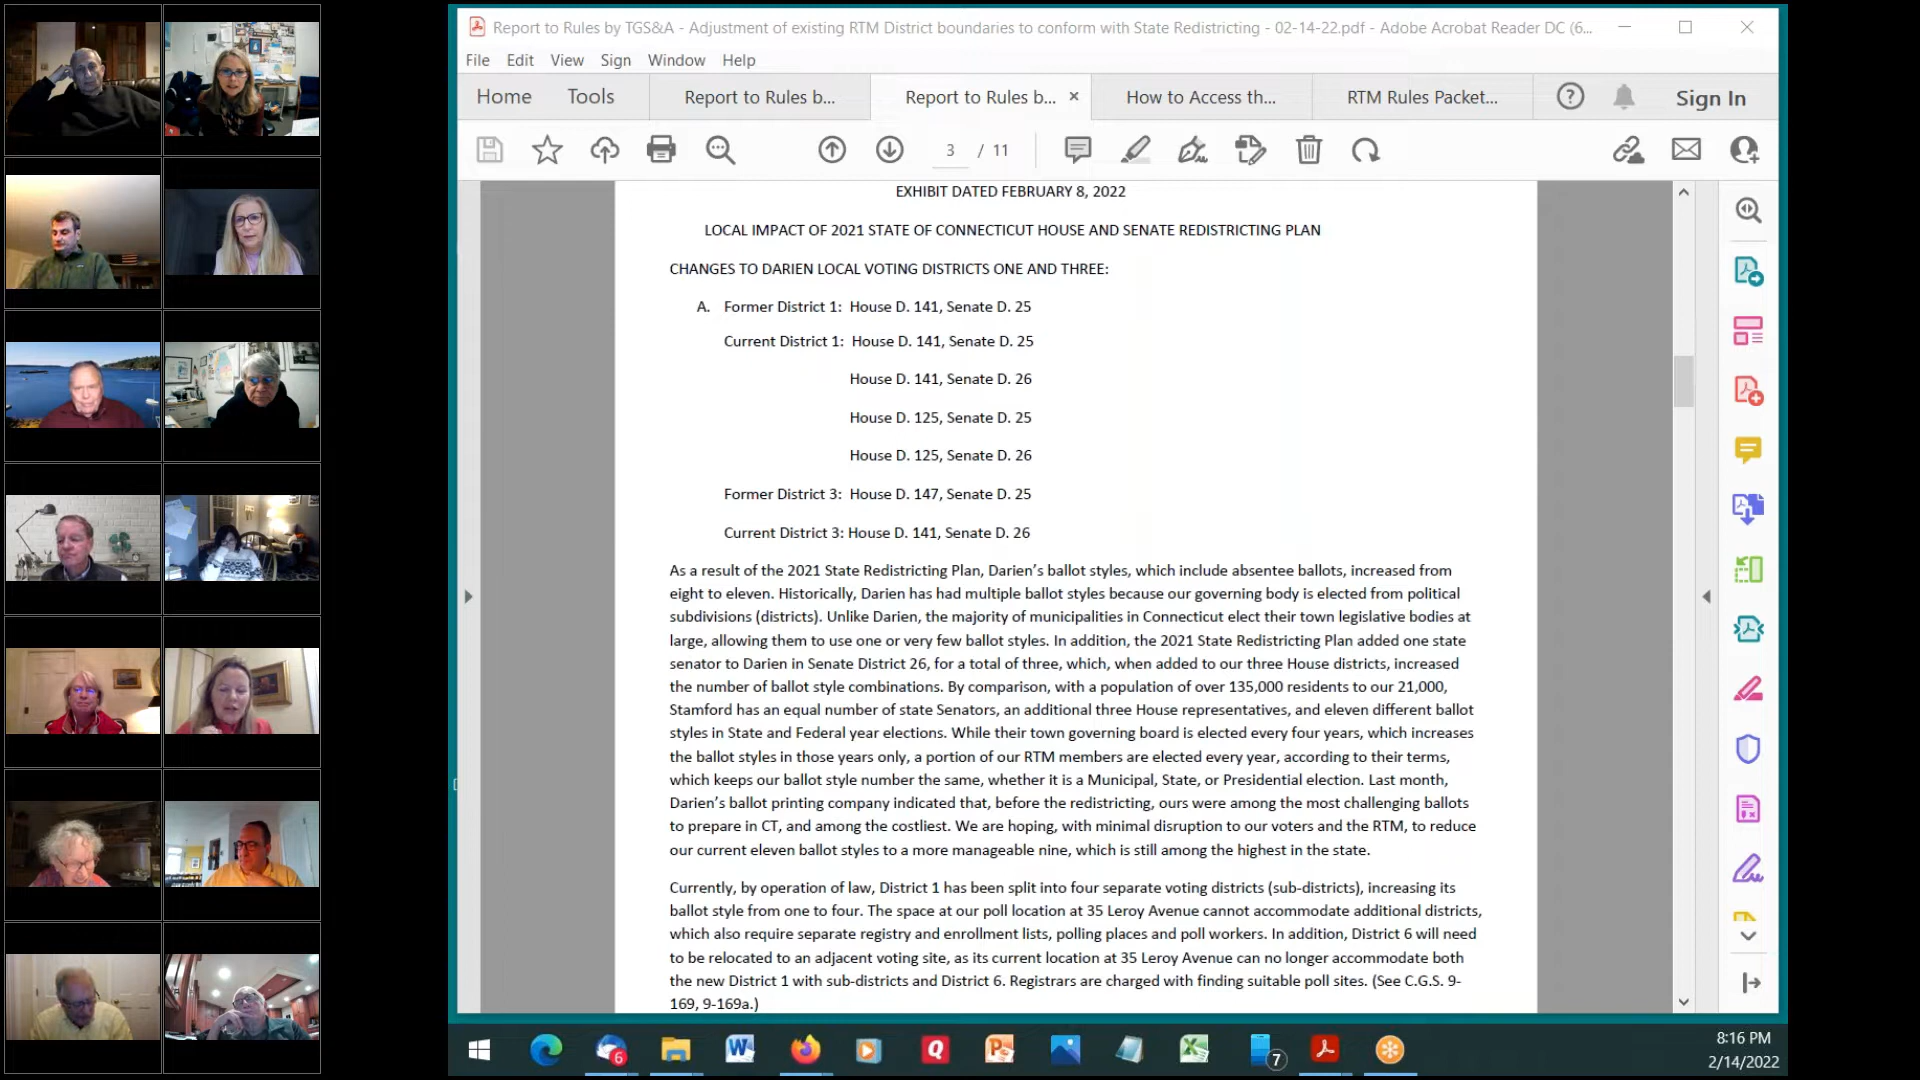 Report to Rules by TGS&A - Adjustment of existing RTM District boundaries to conform with State Redistricting - 02-14-22.pdf - Adobe Acrobat Reader DC (6...
File Edit View Sign Window Help
Home Tools Report to Rules b... Report to Rules b... × How to Access th... RTM Rules Packet... Sign In
3 / 11
EXHIBIT DATED FEBRUARY 8, 2022
LOCAL IMPACT OF 2021 STATE OF CONNECTICUT HOUSE AND SENATE REDISTRICTING PLAN
CHANGES TO DARIEN LOCAL VOTING DISTRICTS ONE AND THREE:
A. Former District 1: House D. 141, Senate D. 25
Current District 1: House D. 141, Senate D. 25
House D. 141, Senate D. 26
House D. 125, Senate D. 25
House D. 125, Senate D. 26
Former District 3: House D. 147, Senate D. 25
Current District 3: House D. 141, Senate D. 26
As a result of the 2021 State Redistricting Plan, Darien's ballot styles, which include absentee ballots, increased from
eight to eleven. Historically, Darien has had multiple ballot styles because our governing body is elected from political
subdivisions (districts). Unlike Darien, the majority of municipalities in Connecticut elect their town legislative bodies at
large, allowing them to use one or very few ballot styles. In addition, the 2021 State Redistricting Plan added one state
senator to Darien in Senate District 26, for a total of three, which, when added to our three House districts, increased
the number of ballot style combinations. By comparison, with a population of over 135,000 residents to our 21,000,
Stamford has an equal number of state Senators, an additional three House representatives, and eleven different ballot
styles in State and Federal year elections. While their town governing board is elected every four years, which increases
the ballot styles in those years only, a portion of our RTM members are elected every year, according to their terms,
which keeps our ballot style number the same, whether it is a Municipal, State, or Presidential election. Last month,
Darien's ballot printing company indicated that, before the redistricting, ours were among the most challenging ballots
to prepare in CT, and among the costliest. We are hoping, with minimal disruption to our voters and the RTM, to reduce
our current eleven ballot styles to a more manageable nine, which is still among the highest in the state.
Currently, by operation of law, District 1 has been split into four separate voting districts (sub-districts), increasing its
ballot style from one to four. The space at our poll location at 35 Leroy Avenue cannot accommodate additional districts,
which also require separate registry and enrollment lists, polling places and poll workers. In addition, District 6 will need
to be relocated to an adjacent voting site, as its current location at 35 Leroy Avenue can no longer accommodate both
the new District 1 with sub-districts and District 6. Registrars are charged with finding suitable poll sites. (See C.G.S. 9-
169, 9-169a.)
6
7
8:16 PM
2/14/2022